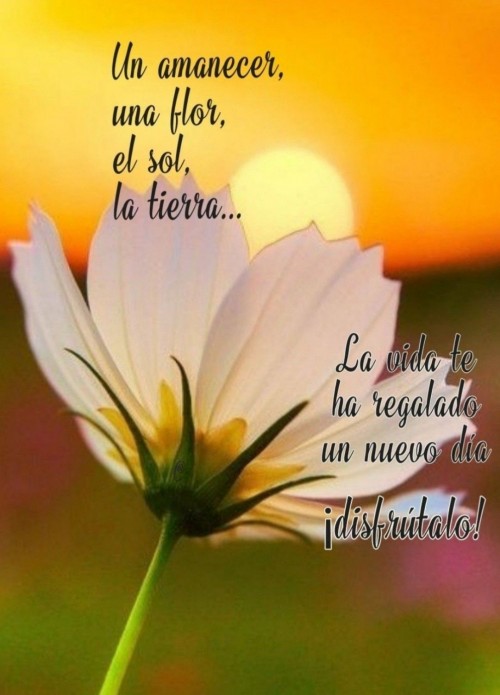 Un amanecer,
una flor,
el sol,
la tierra...
La vida te
ha regalado
un nuevo día
¡disfrútalo!